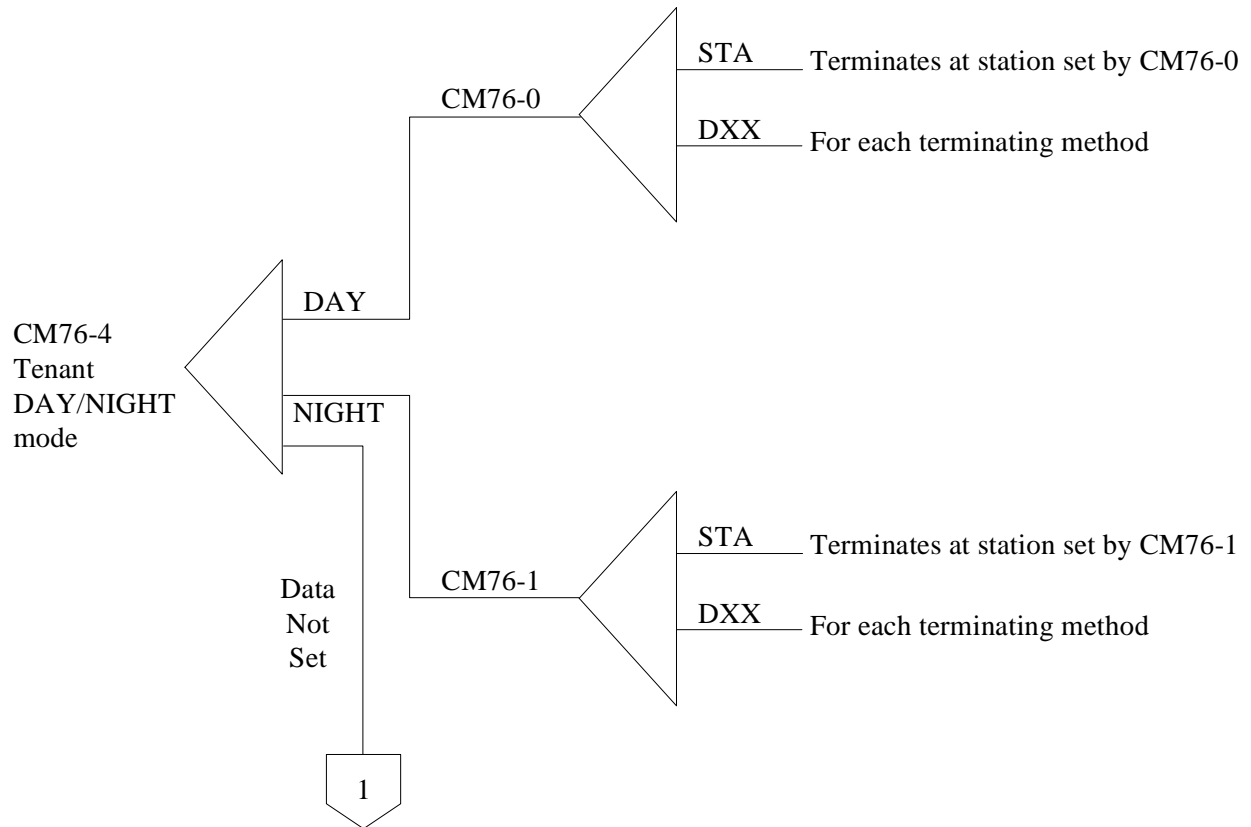 STA
Terminates at station set by CM76-0
CM76-0
DXX
For each terminating method
DAY
CM76-4
Tenant
DAY/NIGHT
mode
NIGHT
STA
Terminates at station set by CM76-1
CM76-1
Data
Not
Set
DXX
For each terminating method
1